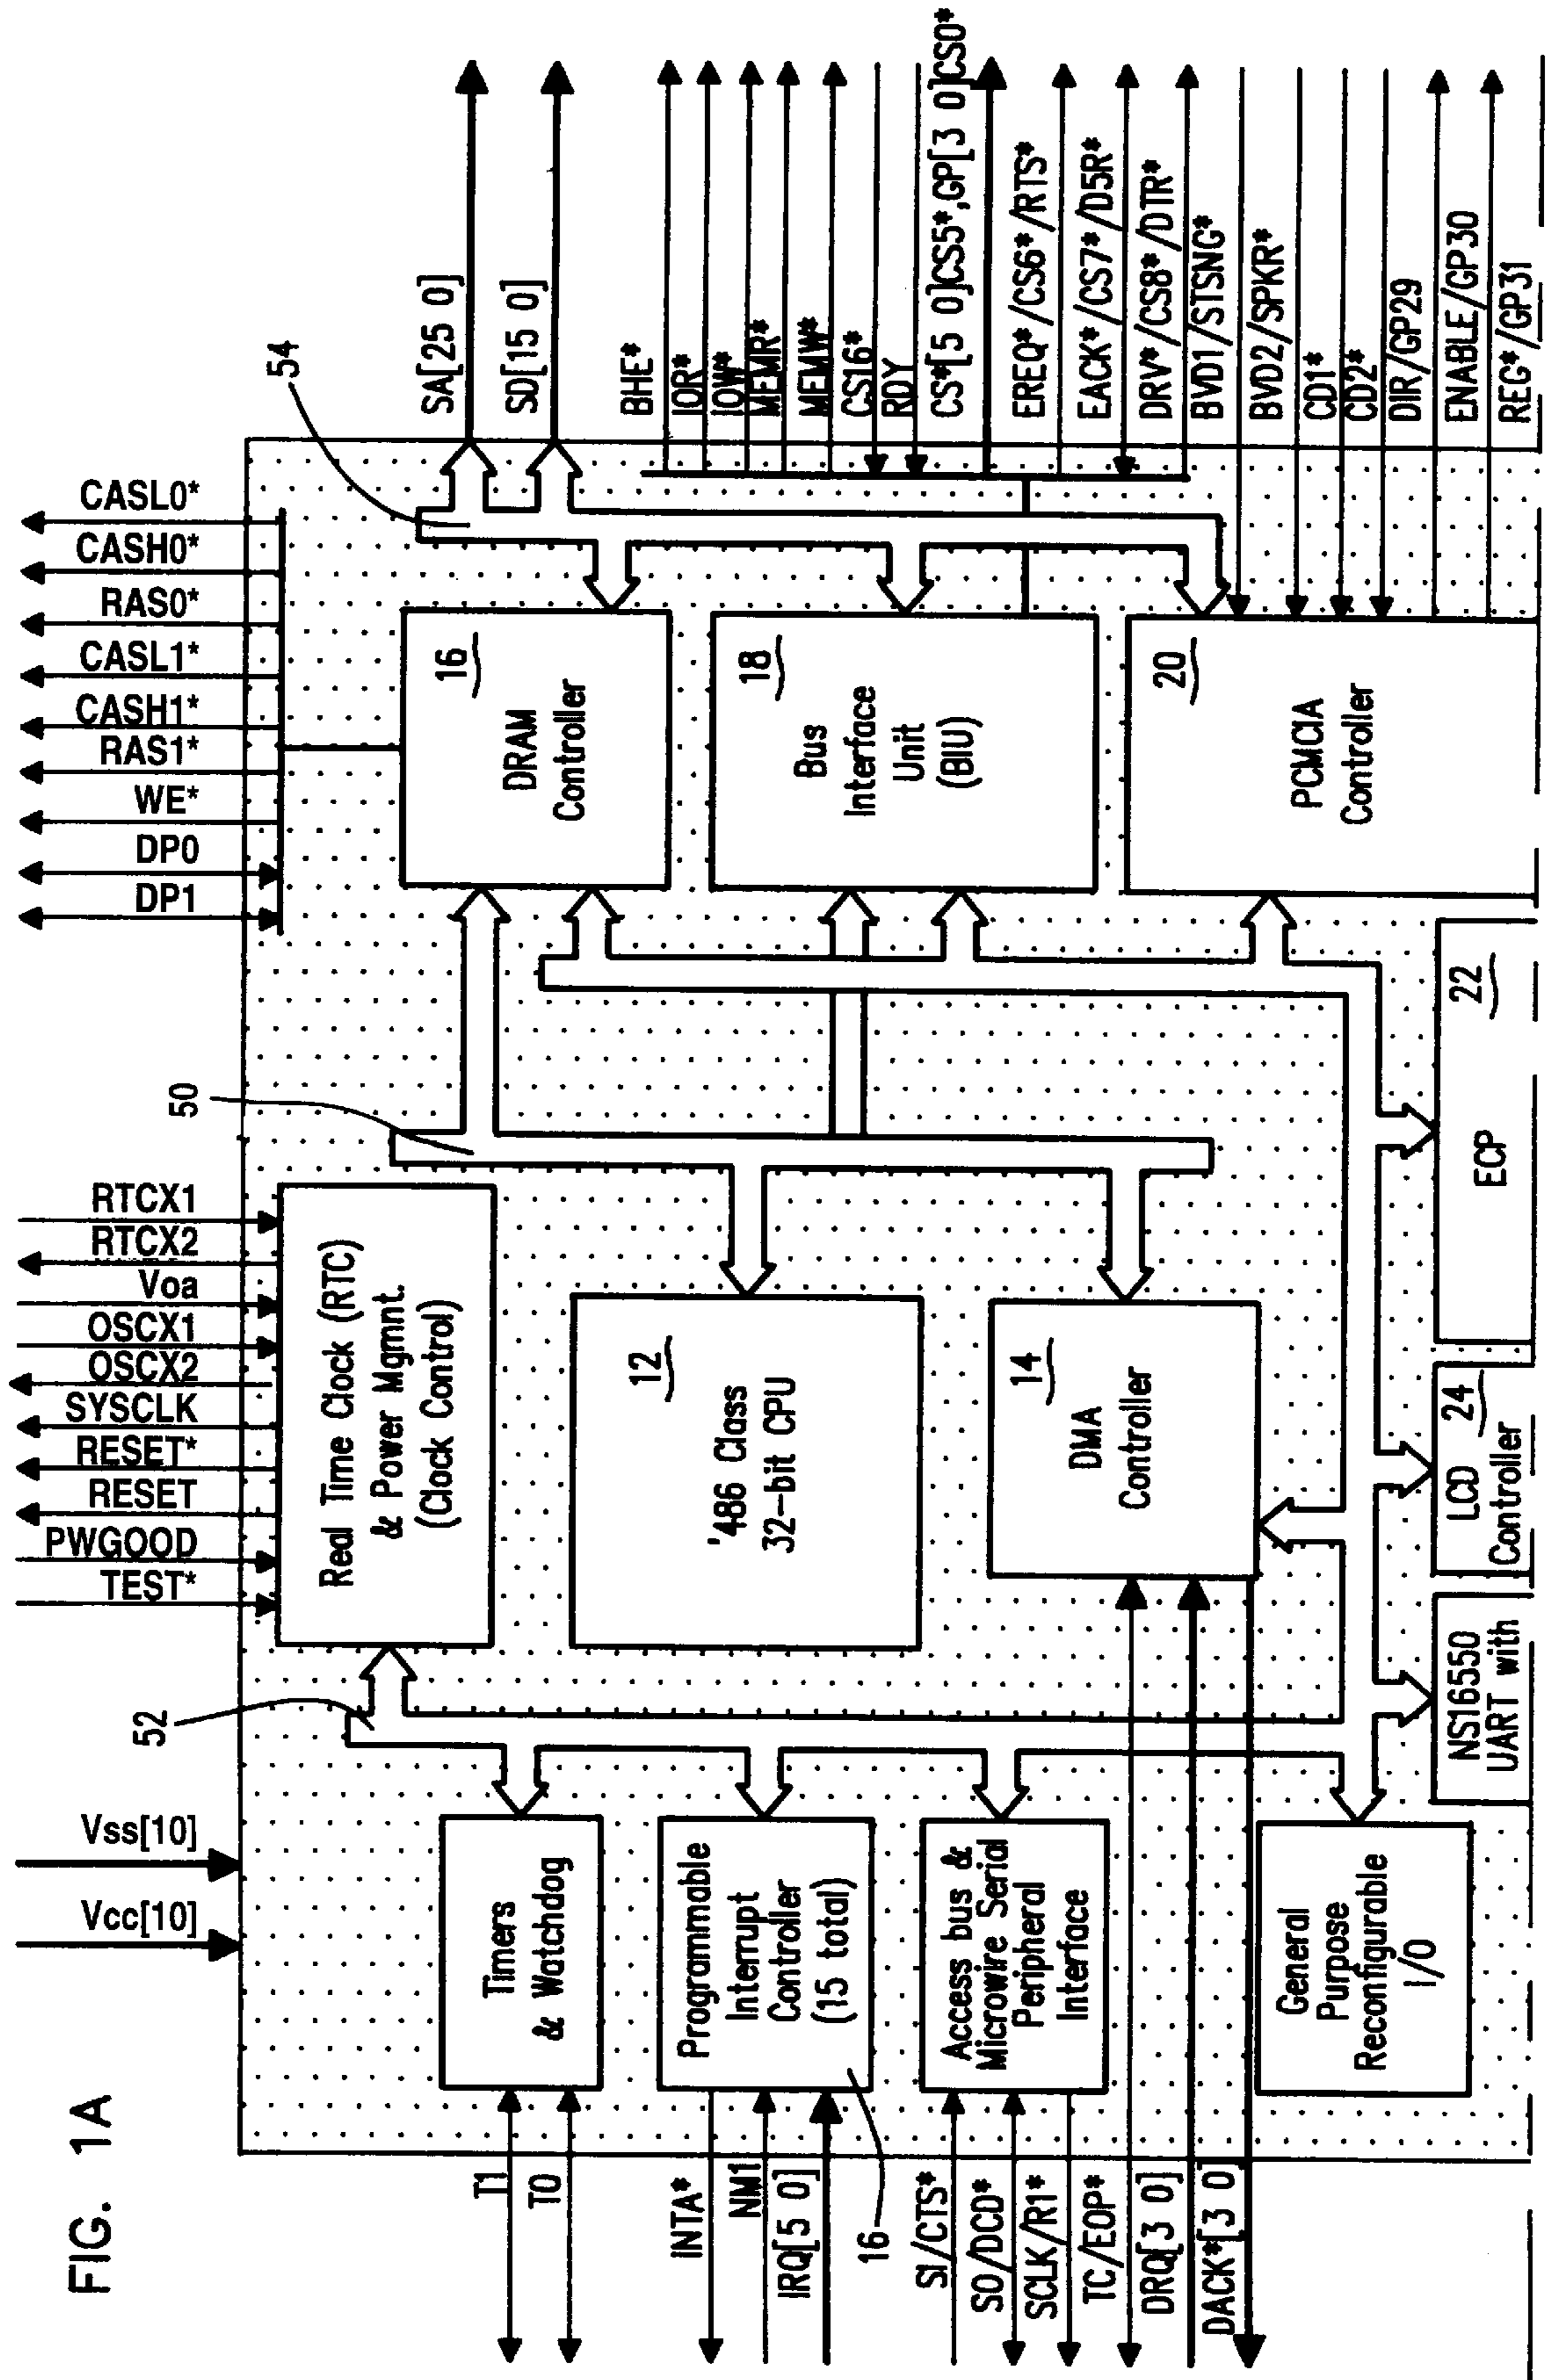 FIG. 1A
Vcc[10]
Vss[10]
TEST*
PWGOOD
RESET
RESET*
SYSCLK
OSCX2
OSCX1
Voa
RTCX2
RTCX1
DP1
DP0
WE*
RAS1*
CASH1*
CASL1*
RAS0*
CASH0*
CASL0*
52
50
54
T1
T0
INTA*
NM1
IRQ[5 0]
16
SI/CTS*
SO/DCD*
SCLK/R1*
TC/EOP*
DRQ[3 0]
DACK*[3 0]
Timers
& Watchdog
Programmable
Interrupt
Controller
(15 total)
Access bus &
Microwire Serial
Peripheral
Interface
General
Purpose
Reconfigurable
I/O
Real Time Clock (RTC)
& Power Mgmnt.
(Clock Control)
12
'486 Class
32-bit CPU
14
DMA
Controller
NS16550
UART with
LCD 24
Controller
22
ECP
16
DRAM
Controller
18
Bus
Interface
Unit
(BIU)
20
PCMCIA
Controller
SA[25 0]
SD[15 0]
BHE*
IOR*
IOW*
MEMR*
MEMW*
CS16*
RDY
CS*[5 0]CS5*,GP[3 0]CS0*
EREQ*/CS6*/RTS*
EACK*/CS7*/D5R*
DRV*/CS8*/DTR*
BVD1/STSNG*
BVD2/SPKR*
CD1*
CD2*
DIR/GP29
ENABLE/GP30
REG*/GP31